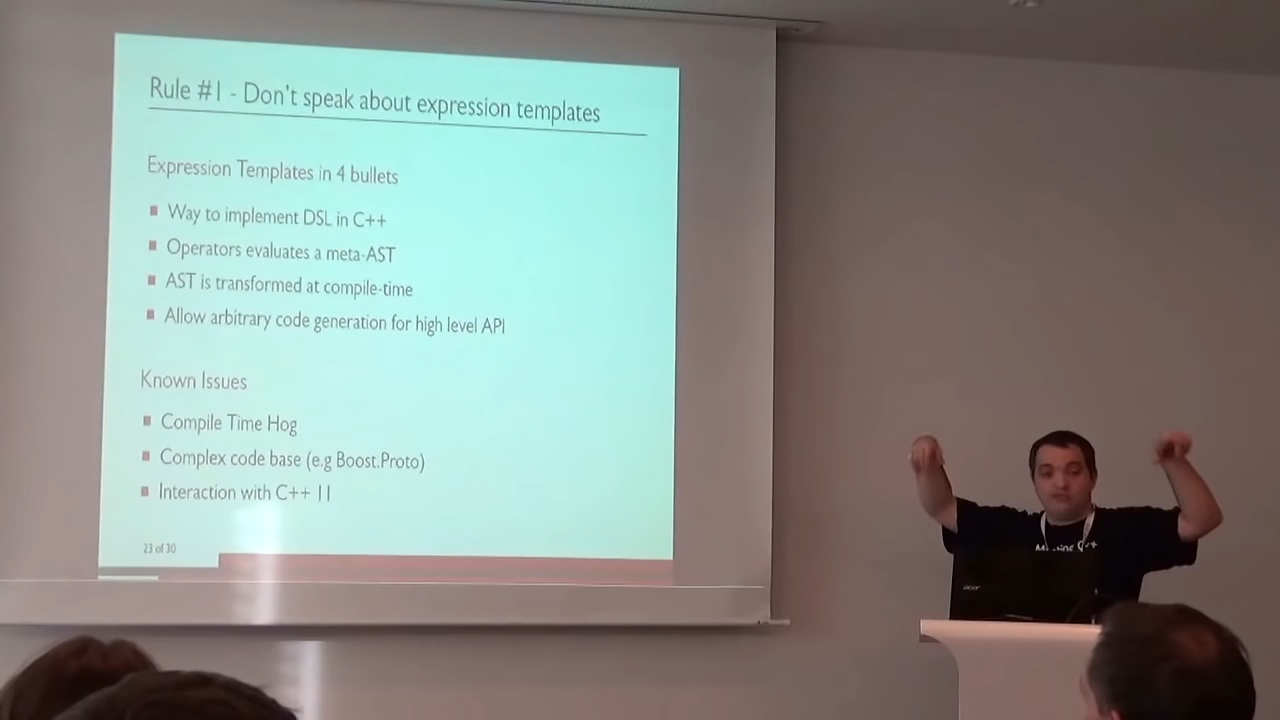 Rule #1 - Don't speak about expression templates
Expression Templates in 4 bullets
Way to implement DSL in C++
Operators evaluates a meta-AST
AST is transformed at compile-time
Allow arbitrary code generation for high level API
Known Issues
Compile Time Hog
Complex code base (e.g Boost.Proto)
Interaction with C++ 11
23 of 30
acer